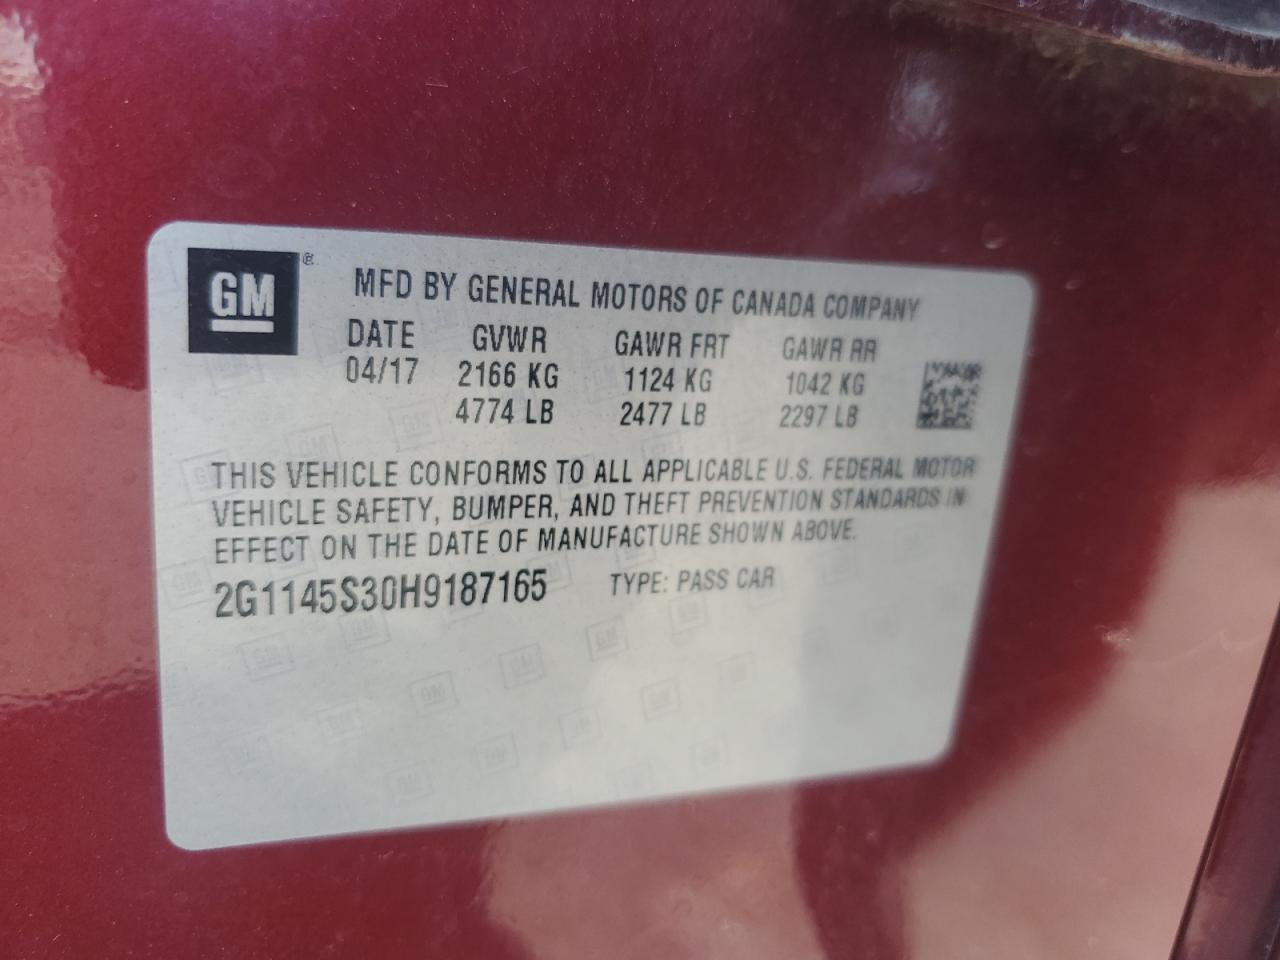 GM®
MFD BY GENERAL MOTORS OF CANADA COMPANY
DATE GVWR GAWR FRT GAWR RR
04/17 2166 KG 1124 KG 1042 KG
4774 LB 2477 LB 2297 LB
THIS VEHICLE CONFORMS TO ALL APPLICABLE U.S. FEDERAL MOTOR
VEHICLE SAFETY, BUMPER, AND THEFT PREVENTION STANDARDS IN
EFFECT ON THE DATE OF MANUFACTURE SHOWN ABOVE.
2G1145S30H9187165 TYPE: PASS CAR